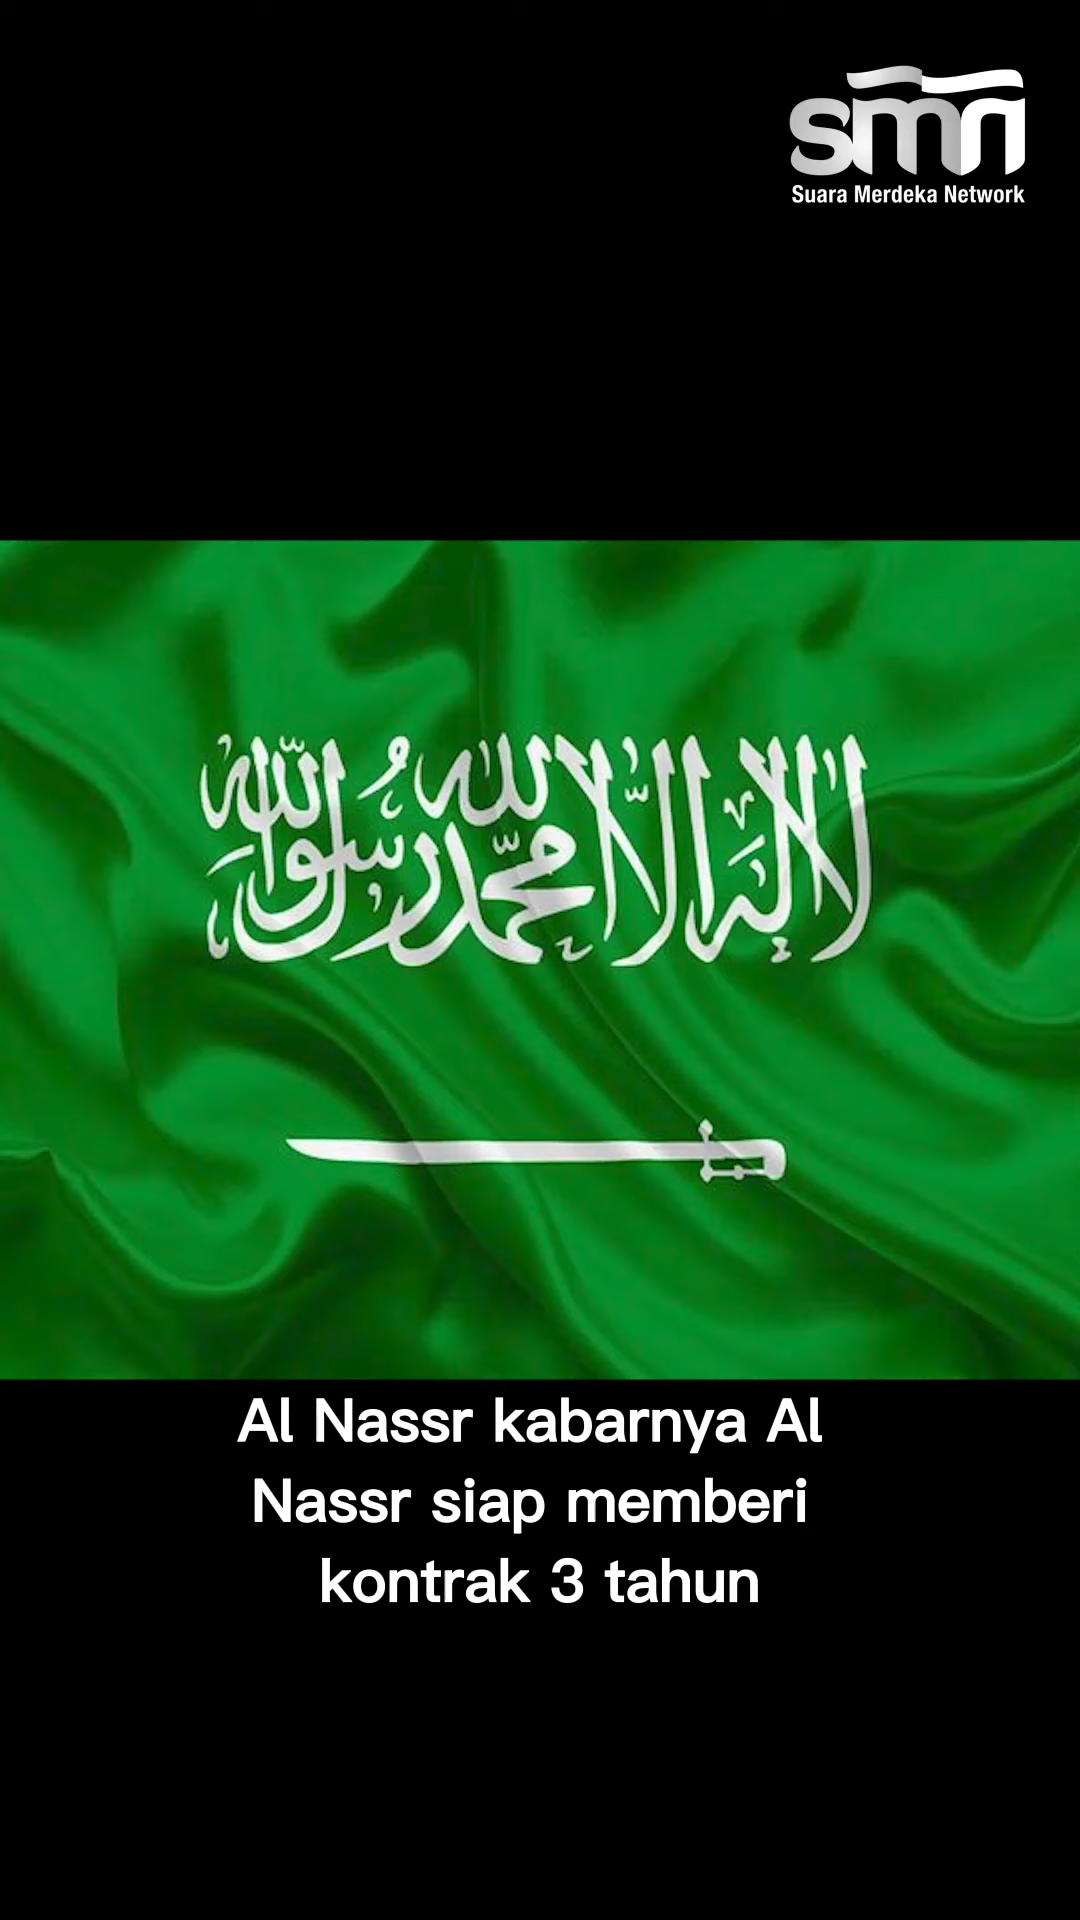 smn
Suara Merdeka Network
لا إله إلا الله محمد رسول الله
Al Nassr kabarnya Al
Nassr siap memberi
kontrak 3 tahun